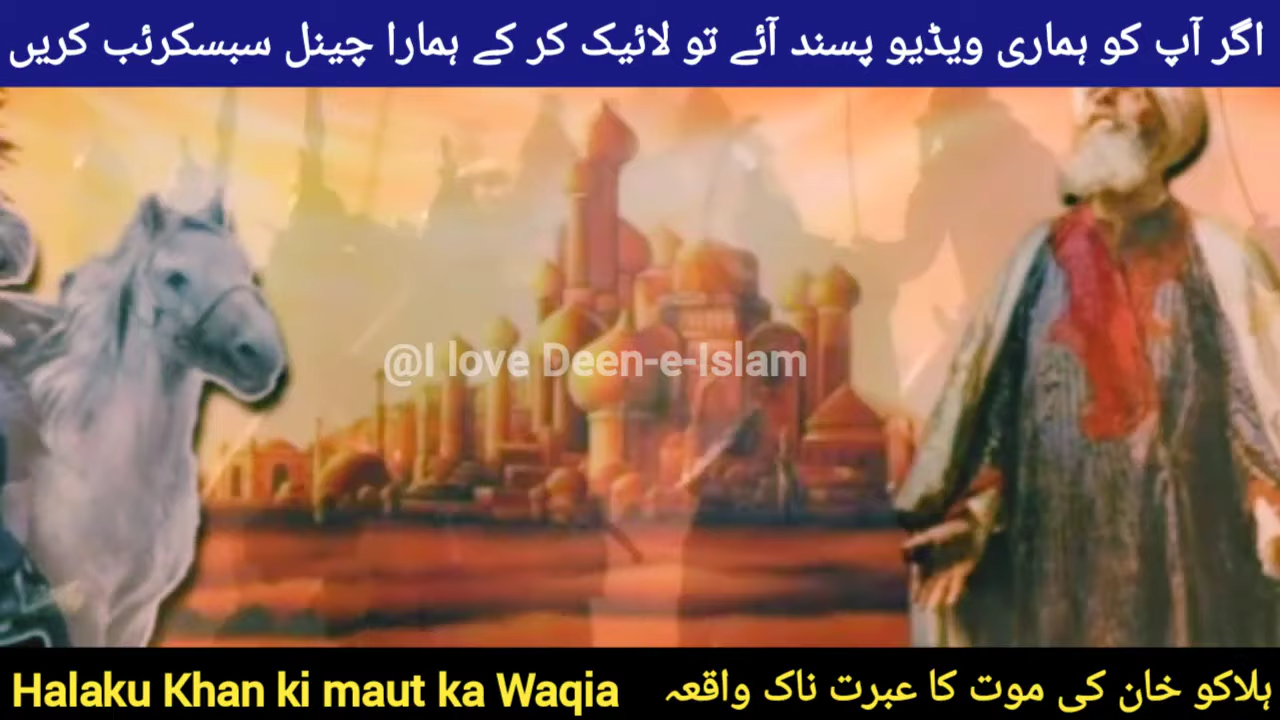 اگر آپ کو ہماری ویڈیو پسند آئے تو لائیک کر کے ہمارا چینل سبسکرئب کریں
@I love Deen-e-Islam
Halaku Khan ki maut ka Waqia ہلاکو خان کی موت کا عبرت ناک واقعہ